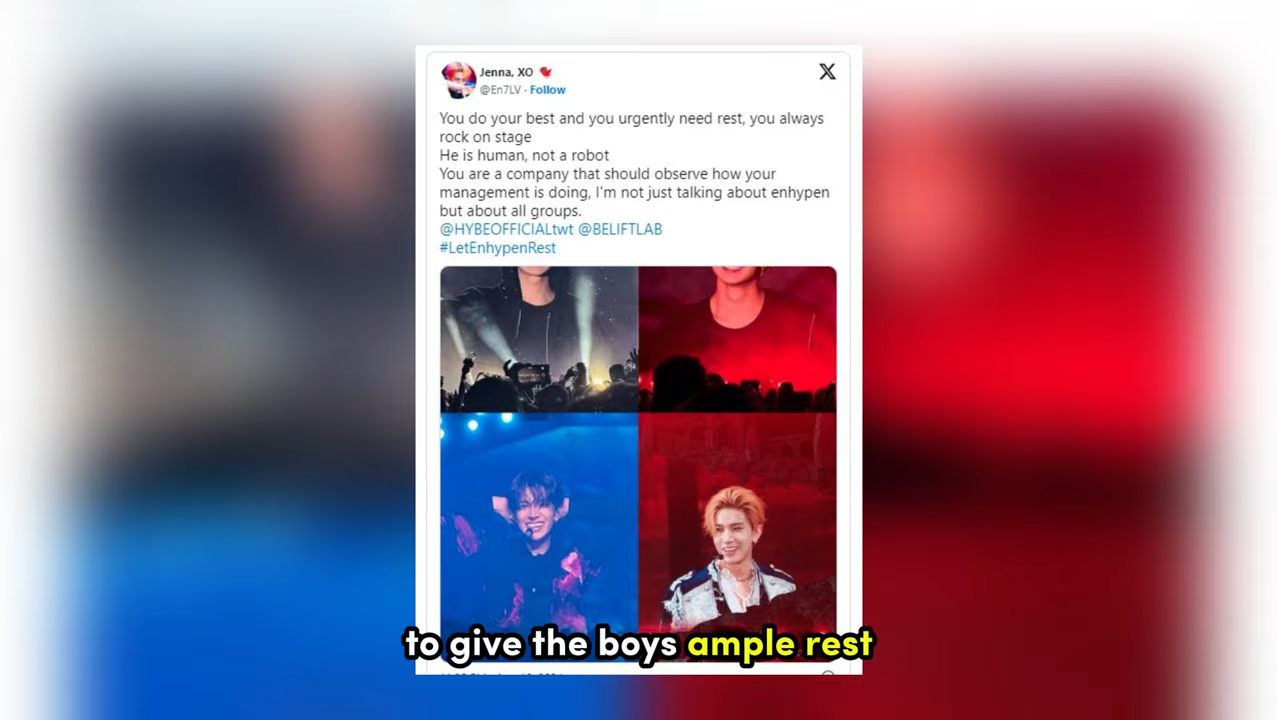 Jenna, XO
@En7LV · Follow
You do your best and you urgently need rest, you always
rock on stage
He is human, not a robot
You are a company that should observe how your
management is doing, I'm not just talking about enhypen
but about all groups.
@HYBEOFFICIALtwt @BELIFTLAB
#LetEnhypenRest
to give the boys ample rest